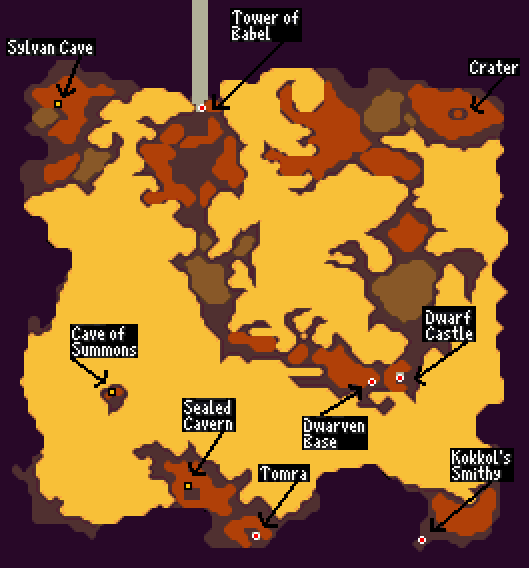 Tower of
Babel
Sylvan Cave
Crater
Dwarf
Castle
Cave of
Summons
Sealed
Cavern
Dwarven
Base
Kokkol's
Smithy
Tomra